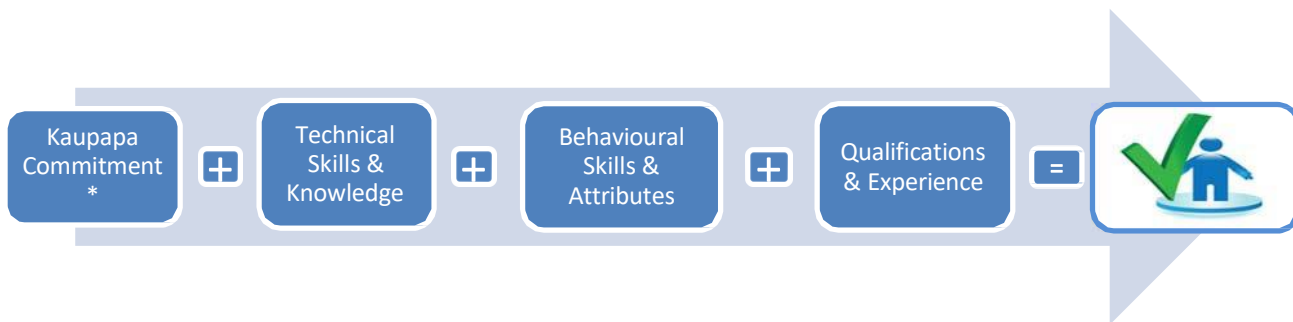 Kaupapa
Commitment
*
+
Technical
Skills &
Knowledge
+
Behavioural
Skills &
Attributes
+
Qualifications
& Experience
=